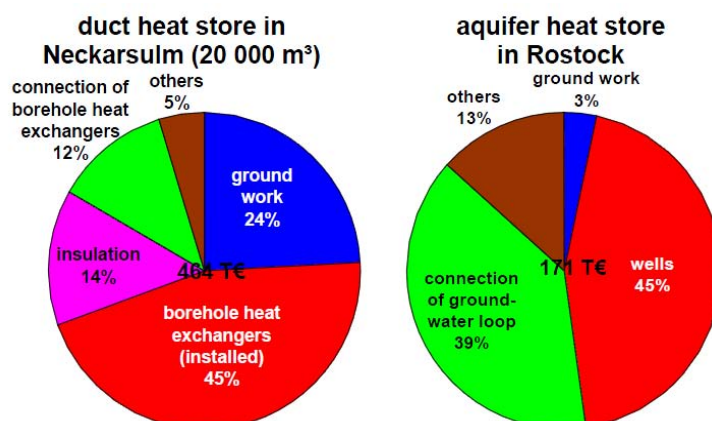 duct heat store in
Neckarsulm (20 000 m³)
connection of
borehole heat
exchangers
12%
others
5%
ground
work
24%
insulation
14%
464 T€
borehole heat
exchangers
(installed)
45%
aquifer heat store
in Rostock
ground work
3%
others
13%
171 T€
wells
45%
connection
of ground-
water loop
39%